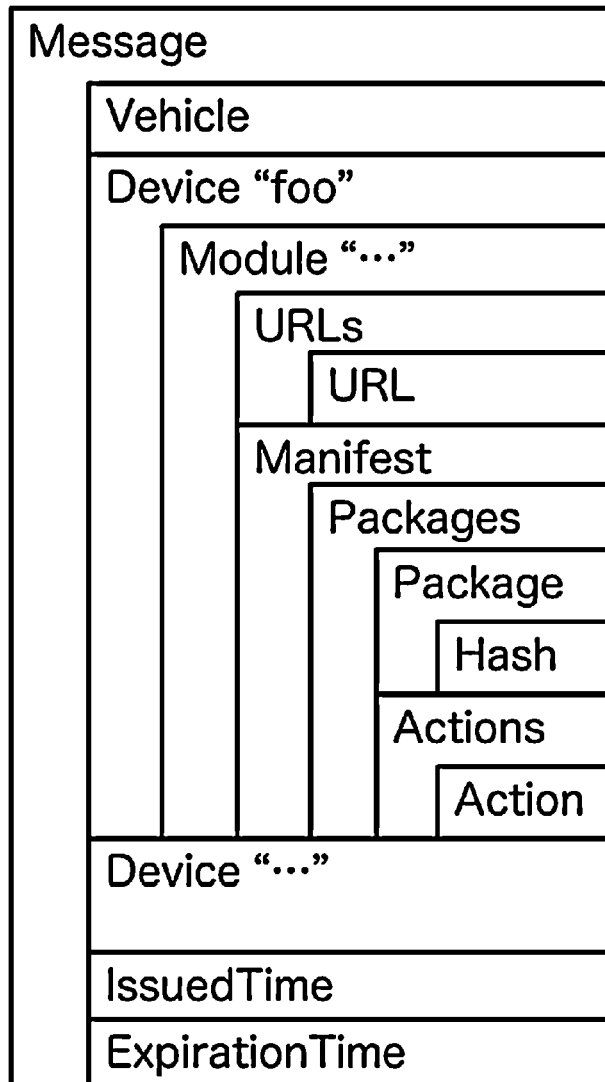 Message
Vehicle
Device “foo”
Module “…”
URLs
URL
Manifest
Packages
Package
Hash
Actions
Action
Device “…”
IssuedTime
ExpirationTime